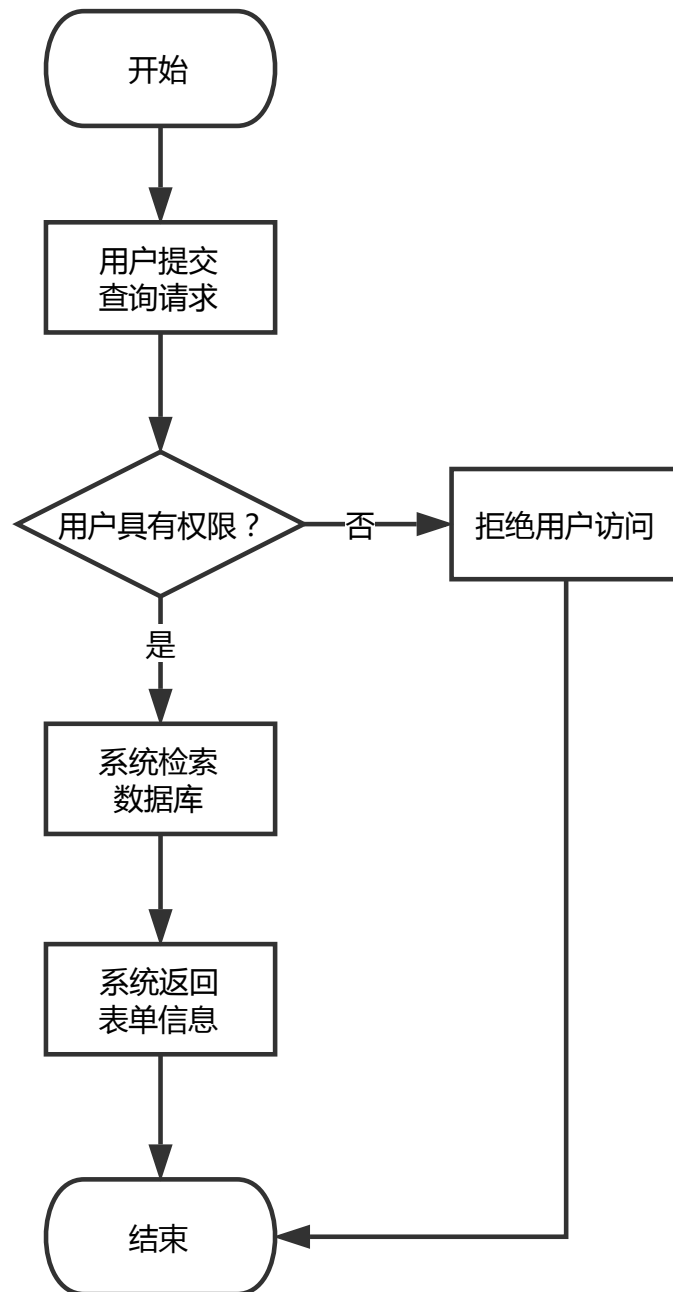 开始
用户提交
查询请求
用户具有权限？
否
拒绝用户访问
是
系统检索
数据库
系统返回
表单信息
结束